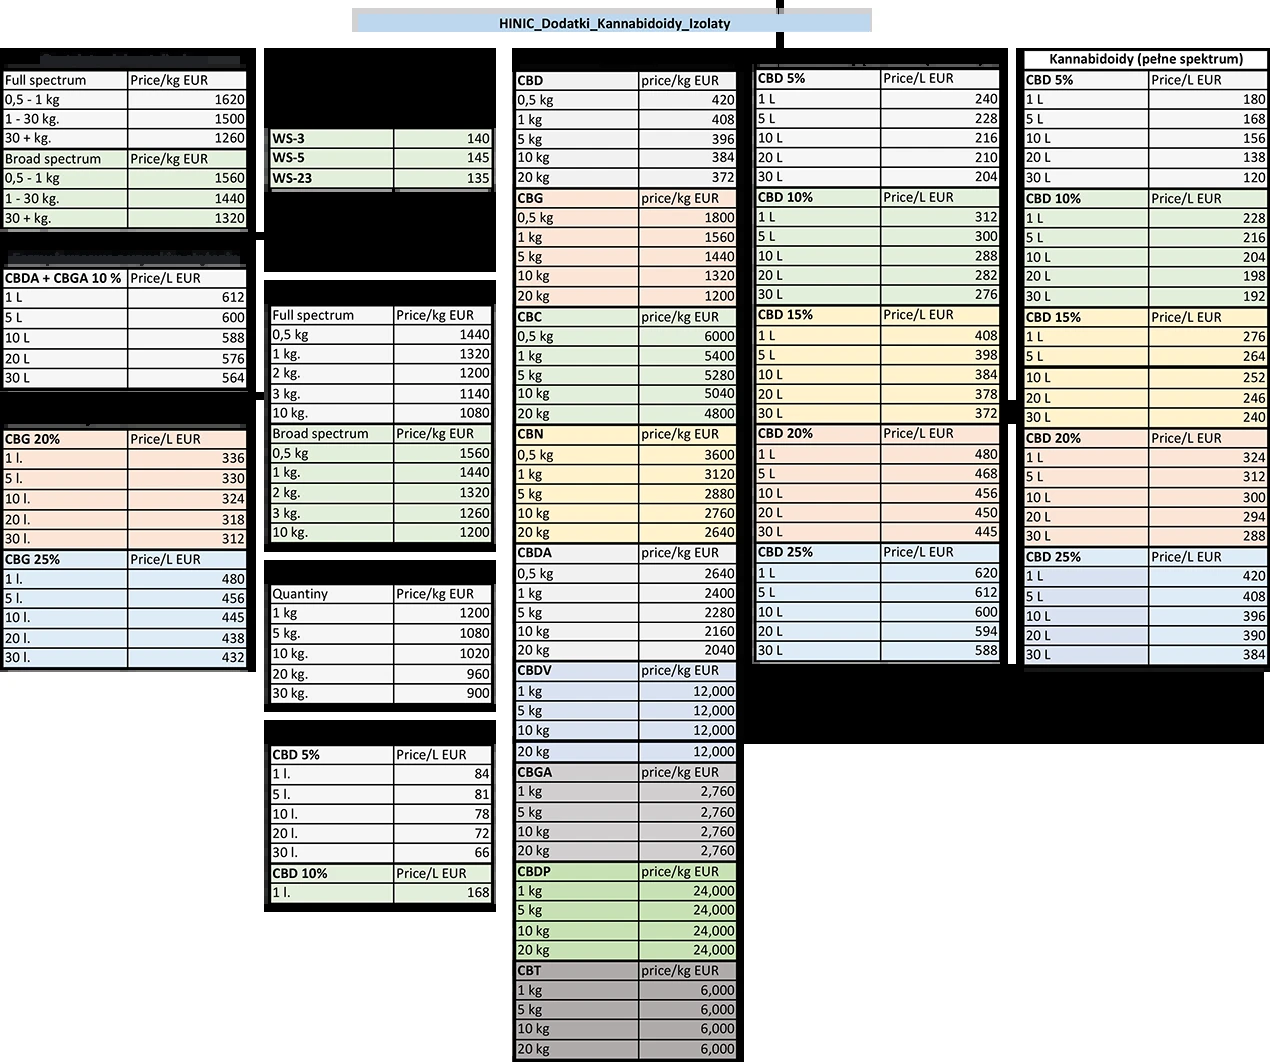 HINIC_Dodatki_Kannabidoidy_Izolaty
Full spectrum Price/kg EUR
0,5 - 1 kg 1620
1 - 30 kg. 1500
30 + kg. 1260
Broad spectrum Price/kg EUR
0,5 - 1 kg 1560
1 - 30 kg. 1440
30 + kg. 1320
CBDA + CBGA 10 % Price/L EUR
1 L 612
5 L 600
10 L 588
20 L 576
30 L 564
CBG 20% Price/L EUR
1 l. 336
5 l. 330
10 l. 324
20 l. 318
30 l. 312
CBG 25% Price/L EUR
1 l. 480
5 l. 456
10 l. 445
20 l. 438
30 l. 432
WS-3 140
WS-5 145
WS-23 135
Full spectrum Price/kg EUR
0,5 kg 1440
1 kg. 1320
2 kg. 1200
3 kg. 1140
10 kg. 1080
Broad spectrum Price/kg EUR
0,5 kg 1560
1 kg. 1440
2 kg. 1320
3 kg. 1260
10 kg. 1200
Quantiny Price/kg EUR
1 kg 1200
5 kg. 1080
10 kg. 1020
20 kg. 960
30 kg. 900
CBD 5% Price/L EUR
1 l. 84
5 l. 81
10 l. 78
20 l. 72
30 l. 66
CBD 10% Price/L EUR
1 l. 168
CBD price/kg EUR
0,5 kg 420
1 kg 408
5 kg 396
10 kg 384
20 kg 372
CBG price/kg EUR
0,5 kg 1800
1 kg 1560
5 kg 1440
10 kg 1320
20 kg 1200
CBC price/kg EUR
0,5 kg 6000
1 kg 5400
5 kg 5280
10 kg 5040
20 kg 4800
CBN price/kg EUR
0,5 kg 3600
1 kg 3120
5 kg 2880
10 kg 2760
20 kg 2640
CBDA price/kg EUR
0,5 kg 2640
1 kg 2400
5 kg 2280
10 kg 2160
20 kg 2040
CBDV price/kg EUR
1 kg 12,000
5 kg 12,000
10 kg 12,000
20 kg 12,000
CBGA price/kg EUR
1 kg 2,760
5 kg 2,760
10 kg 2,760
20 kg 2,760
CBDP price/kg EUR
1 kg 24,000
5 kg 24,000
10 kg 24,000
20 kg 24,000
CBT price/kg EUR
1 kg 6,000
5 kg 6,000
10 kg 6,000
20 kg 6,000
CBD 5% Price/L EUR
1 L 240
5 L 228
10 L 216
20 L 210
30 L 204
CBD 10% Price/L EUR
1 L 312
5 L 300
10 L 288
20 L 282
30 L 276
CBD 15% Price/L EUR
1 L 408
5 L 398
10 L 384
20 L 378
30 L 372
CBD 20% Price/L EUR
1 L 480
5 L 468
10 L 456
20 L 450
30 L 445
CBD 25% Price/L EUR
1 L 620
5 L 612
10 L 600
20 L 594
30 L 588
Kannabidoidy (pełne spektrum)
CBD 5% Price/L EUR
1 L 180
5 L 168
10 L 156
20 L 138
30 L 120
CBD 10% Price/L EUR
1 L 228
5 L 216
10 L 204
20 L 198
30 L 192
CBD 15% Price/L EUR
1 L 276
5 L 264
10 L 252
20 L 246
30 L 240
CBD 20% Price/L EUR
1 L 324
5 L 312
10 L 300
20 L 294
30 L 288
CBD 25% Price/L EUR
1 L 420
5 L 408
10 L 396
20 L 390
30 L 384